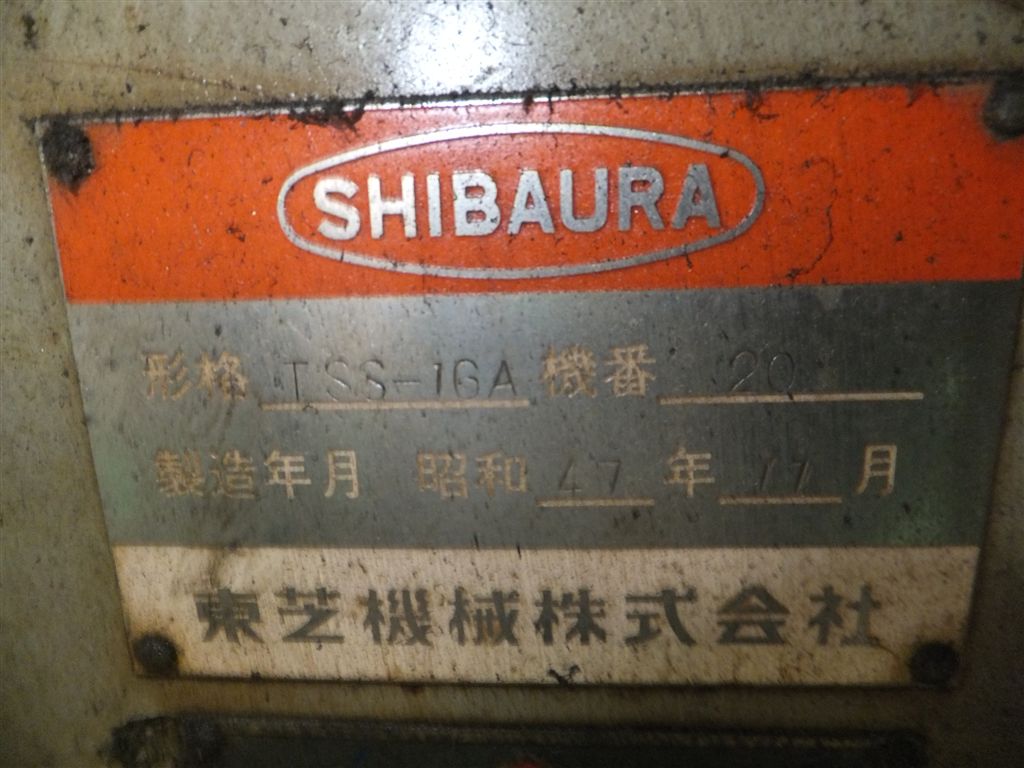 SHIBAURA
形格 TSS-16A 機番 20
製造年月 昭和 47 年 11 月
東芝機械株式会社